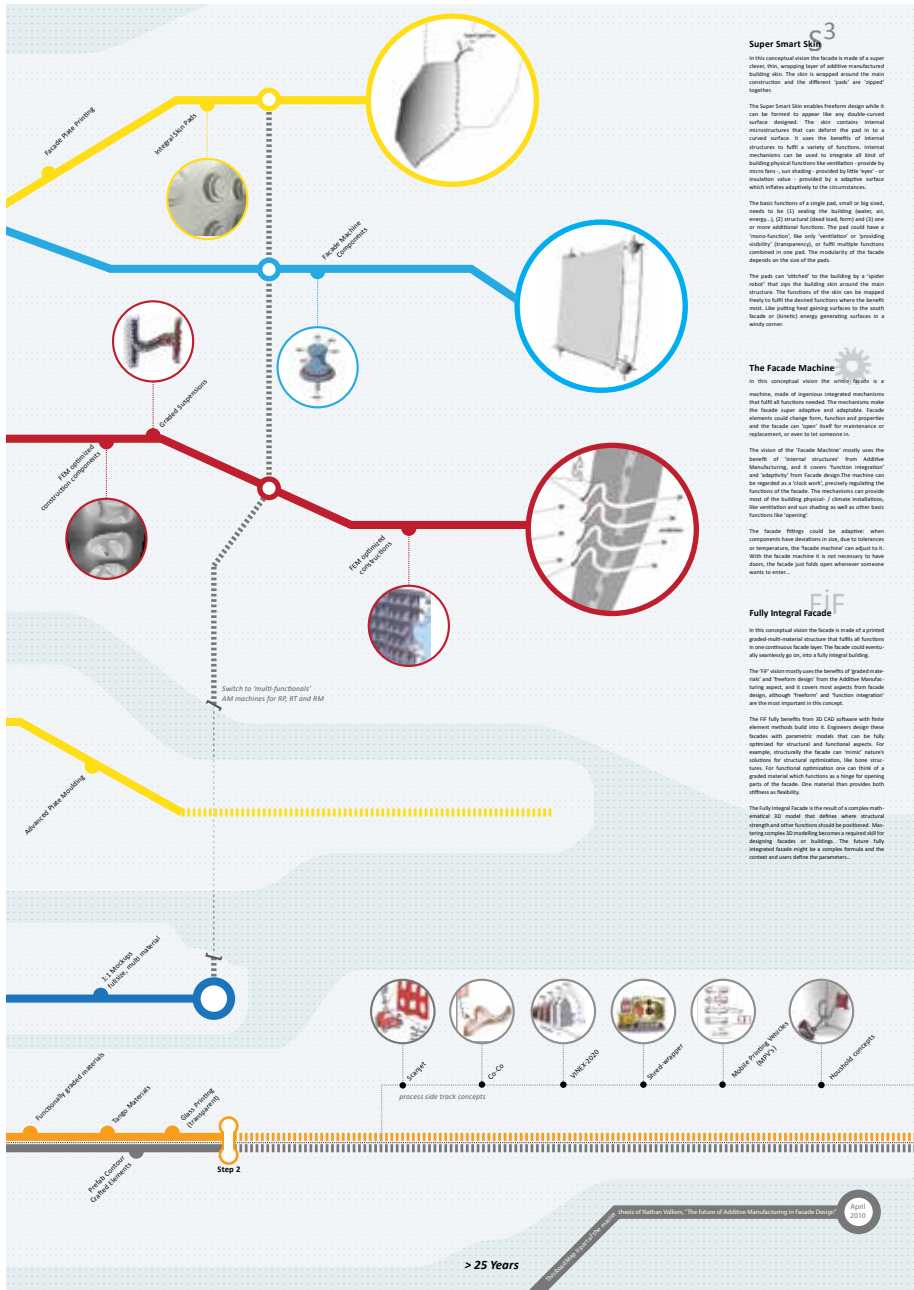 S3
Super Smart Skin
In this conceptual vision the facade is made of a super
clever, thin, wrapping layer of additive manufactured
building skin. The skin is wrapped around the main
construction and the different 'pads' are 'zipped'
together.
The Super Smart Skin enables freeform design while it
can be formed to appear like any double-curved
surface designed. The skin contains internal
microstructures that can deform the pad in to a
curved surface. It uses the benefits of internal
structures to fulfil a variety of functions. Internal
mechanisms can be used to integrate all kind of
building physical functions like ventilation - provide by
micro fans -, sun shading - provided by little 'eyes' - or
insulation value - provided by a adaptive surface
which inflates adaptively to the circumstances.
The basic functions of a single pad, small or big sized,
needs to be (1) sealing the building (water, air,
energy...), (2) structural (dead load, form) and (3) one
or more additional functions. The pad could have a
'mono-function', like only 'ventilation' or 'providing
visibility' (transparency), or fulfil multiple functions
combined in one pad. The modularity of the facade
depends on the size of the pads.
The pads can 'stitched' to the building by a 'spider
robot' that zips the building skin around the main
structure. The functions of the skin can be mapped
freely to fulfil the desired functions where the benefit
most. Like putting heat gaining surfaces to the south
facade or (kinetic) energy generating surfaces in a
windy corner.
The Facade Machine
In this conceptual vision the whole facade is a
machine, made of ingenious integrated mechanisms
that fulfil all functions needed. The mechanisms make
the facade super adaptive and adaptable. Facade
elements could change form, function and properties
and the facade can 'open' itself for maintenance or
replacement, or even to let someone in.
The vision of the 'Facade Machine' mostly uses the
benefit of 'internal structures' from Additive
Manufacturing, and it covers 'function integration'
and 'adaptivity' from Facade design.The machine can
be regarded as a 'clock work', precisely regulating the
functions of the facade. The mechanisms can provide
most of the building physical- / climate installations,
like ventilation and sun shading as well as other basic
functions like 'opening'.
The facade fittings could be adaptive: when
components have deviations in size, due to tolerances
or temperature, the 'facade machine' can adjust to it.
With the facade machine it is not necessary to have
doors, the facade just folds open whenever someone
wants to enter...
FiF
Fully Integral Facade
In this conceptual vision the facade is made of a printed
graded-multi-material structure that fulfils all functions
in one continuous facade layer. The facade could eventu-
ally seamlessly go on, into a fully integral building.
The 'FiF' vision mostly uses the benefits of 'graded mate-
rials' and 'freeform design' from the Additive Manufac-
turing aspect, and it covers most aspects from facade
design, although 'freeform' and 'function integration'
are the most important in this concept.
The FiF fully benefits from 3D CAD software with finite
element methods build into it. Engineers design these
facades with parametric models that can be fully
optimized for structural and functional aspects. For
example, structurally the facade can 'mimic' nature's
solutions for structural optimization, like bone struc-
tures. For functional optimization one can think of a
graded material which functions as a hinge for opening
parts of the facade. One material than provides both
stiffness as flexibility.
The Fully Integral Facade is the result of a complex math-
ematical 3D model that defines where structural
strength and other functions should be positioned. Mas-
tering complex 3D modelling becomes a required skill for
designing facades or buildings. The future fully
integrated facade might be a complex formula and the
context and users define the parameters...
Facade Plate Printing
Integral Skin Pads
Facade Machine
Components
Graded Suspensions
FEM optimized
construction components
FEM optimized
constructions
Switch to 'multi-functionals'
AM machines for RP, RT and RM
Advanced Plate Moulding
1:1 Mockups
fullsize, multi material
Scarjet
Co-Co
VINEX-2020
Shred-wrapper
Mobile Printing Vehicles
(MPV's)
Houshold concepts
process side track concepts
Functionally graded materials
Tango Materials
Glass Printing
(transparent)
Prefab Contour
Crafted Elements
Step 2
This Road Map is part of the master thesis of Nathan Volkers, "The future of Additive Manufacturing in Facade Design"
April
2010
> 25 Years